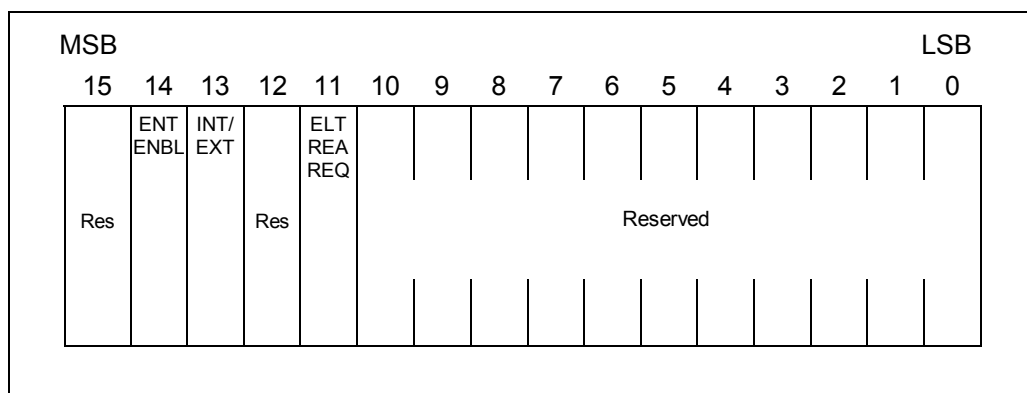 MSB LSB
15 14 13 12 11 10 9 8 7 6 5 4 3 2 1 0
ENT INT/ ELT
ENBL EXT REA
REQ
Res Res Reserved